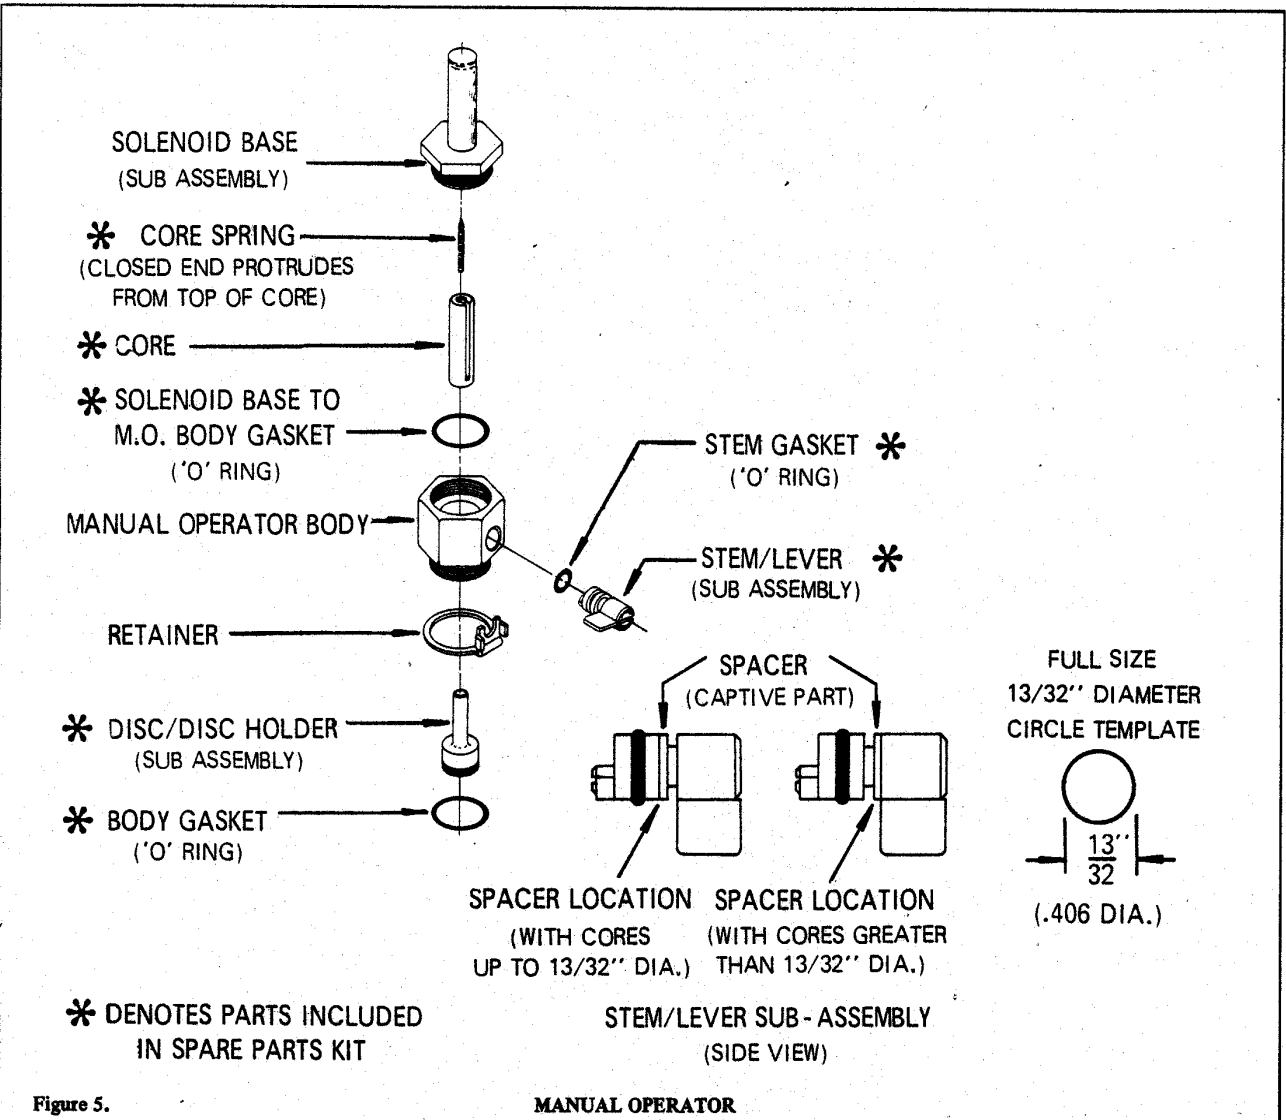 SOLENOID BASE
(SUB ASSEMBLY)
* CORE SPRING
(CLOSED END PROTRUDES
FROM TOP OF CORE)
* CORE
* SOLENOID BASE TO
M.O. BODY GASKET
('O' RING)
MANUAL OPERATOR BODY
RETAINER
* DISC/DISC HOLDER
(SUB ASSEMBLY)
* BODY GASKET
('O' RING)
STEM GASKET *
('O' RING)
STEM/LEVER *
(SUB ASSEMBLY)
SPACER
(CAPTIVE PART)
SPACER LOCATION
(WITH CORES
UP TO 13/32'' DIA.)
SPACER LOCATION
(WITH CORES GREATER
THAN 13/32'' DIA.)
STEM/LEVER SUB-ASSEMBLY
(SIDE VIEW)
FULL SIZE
13/32'' DIAMETER
CIRCLE TEMPLATE
13''
32
(.406 DIA.)
* DENOTES PARTS INCLUDED
IN SPARE PARTS KIT
Figure 5.
MANUAL OPERATOR